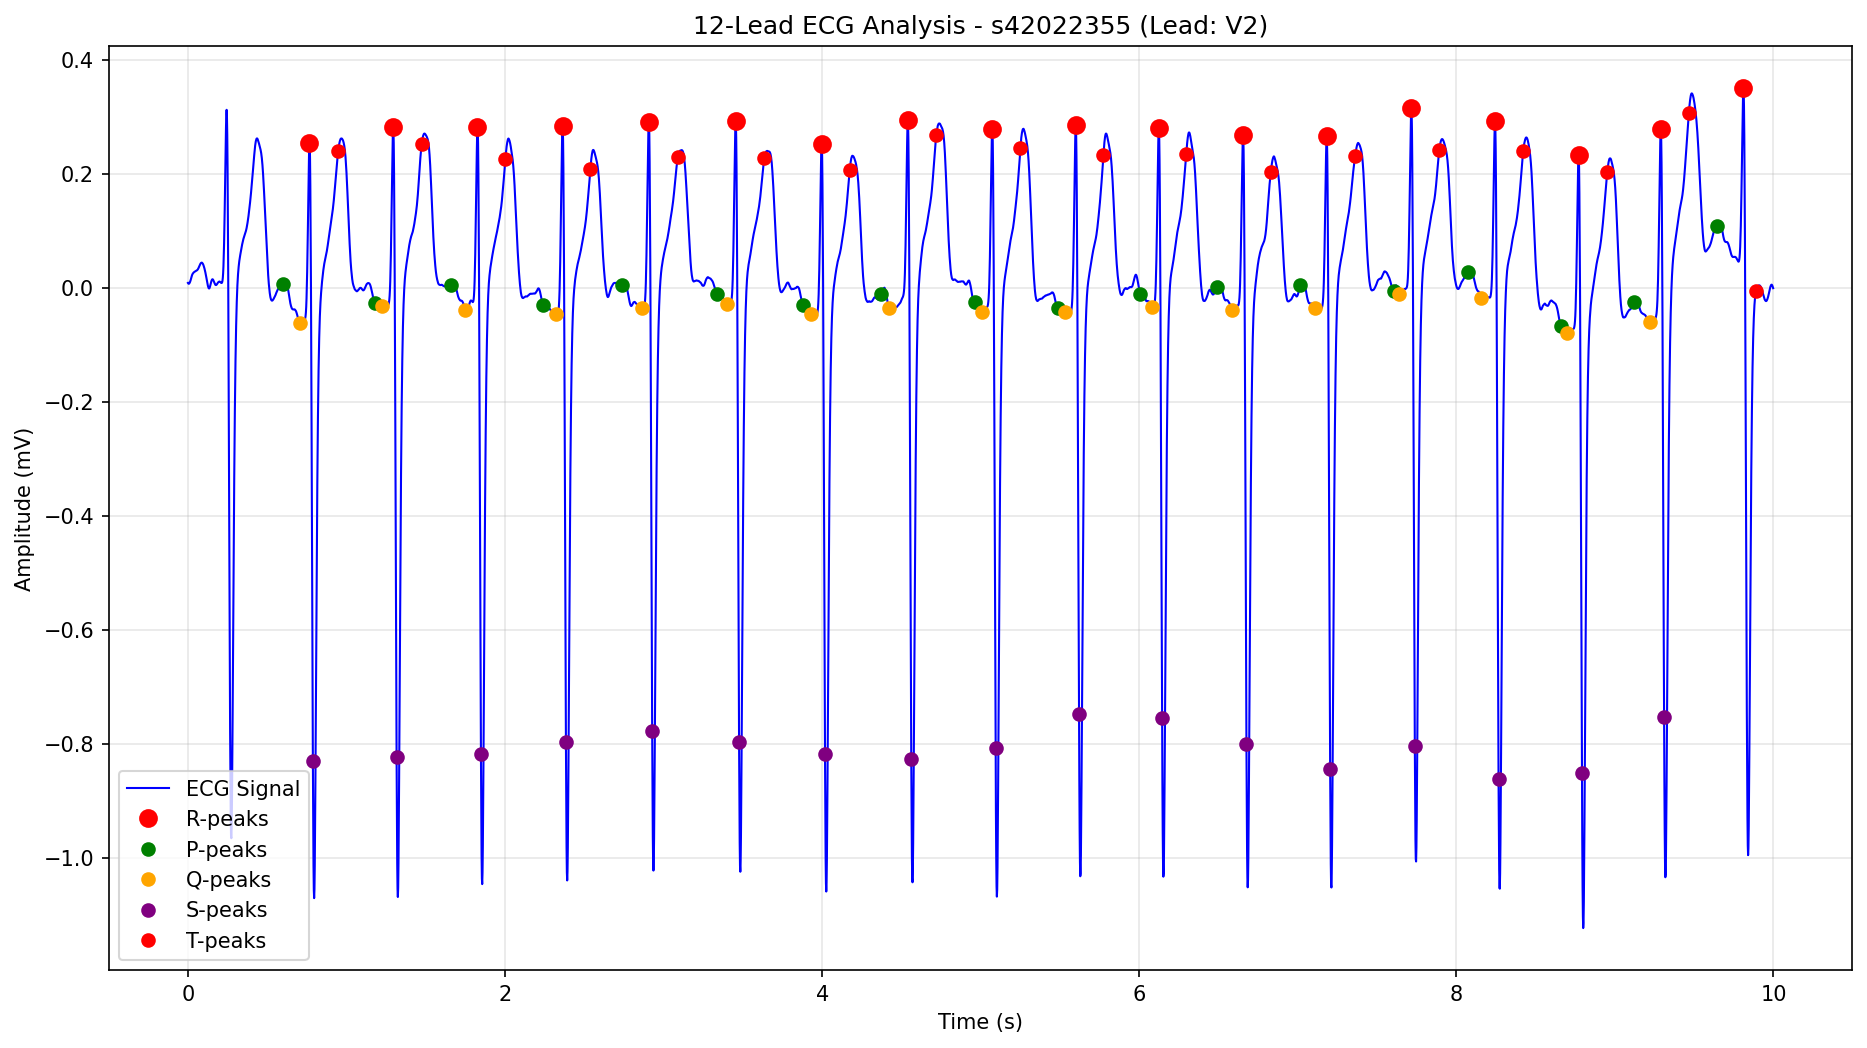 12-Lead ECG Analysis - s42022355 (Lead: V2)
0.4
0.2
0.0
−0.2
−0.4
−0.6
−0.8
−1.0
Amplitude (mV)
ECG Signal
R-peaks
P-peaks
Q-peaks
S-peaks
T-peaks
0 2 4 6 8 10
Time (s)